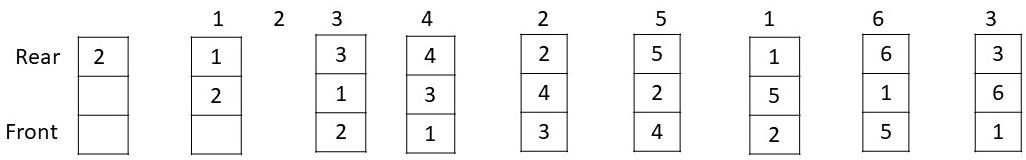 1 2 3 4 2 5 1 6 3
Rear 2 1 3 4 2 5 1 6 3
2 1 3 4 2 5 1 6
Front 2 1 3 4 2 5 1